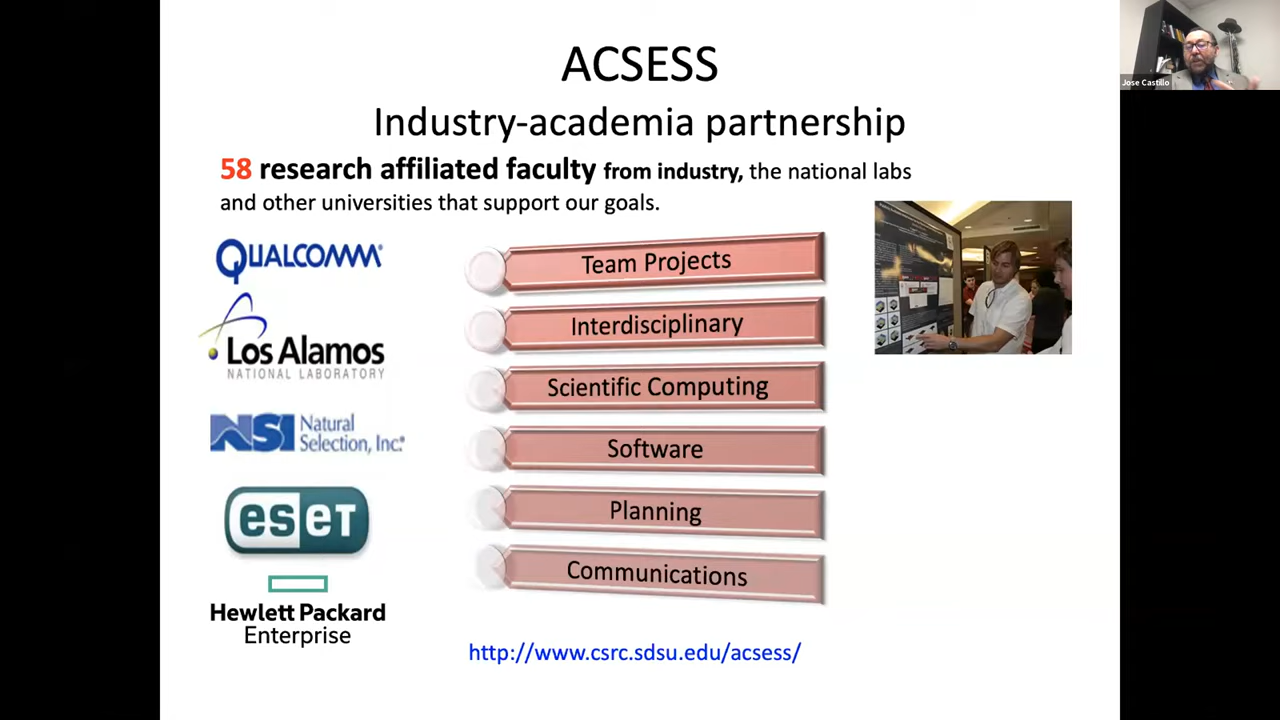 ACSESS
Industry-academia partnership
58 research affiliated faculty from industry, the national labs
and other universities that support our goals.
QUALCOMM®
Los Alamos
NATIONAL LABORATORY
NSI Natural
Selection, Inc.®
eseT
Hewlett Packard
Enterprise
Team Projects
Interdisciplinary
Scientific Computing
Software
Planning
Communications
http://www.csrc.sdsu.edu/acsess/
Jose Castillo